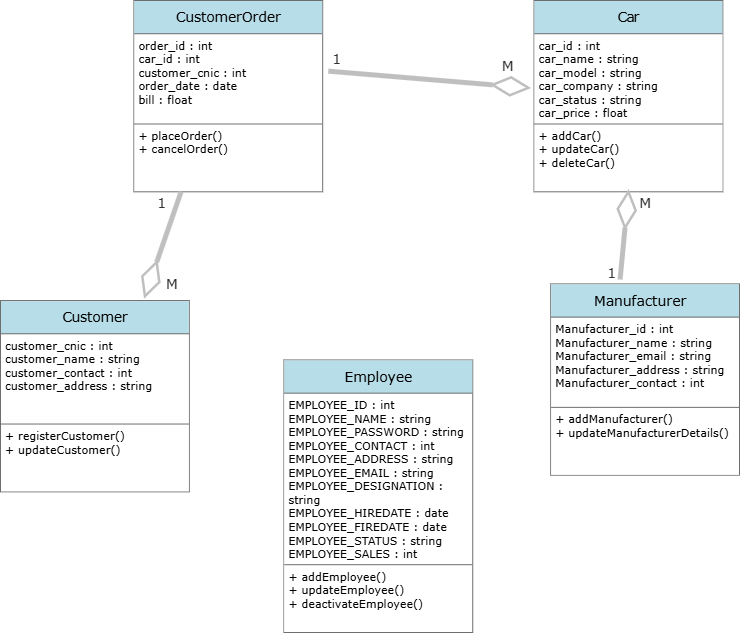 CustomerOrder
order_id : int
car_id : int
customer_cnic : int
order_date : date
bill : float
+ placeOrder()
+ cancelOrder()
1
M
Car
car_id : int
car_name : string
car_model : string
car_company : string
car_status : string
car_price : float
+ addCar()
+ updateCar()
+ deleteCar()
1
M
M
1
Customer
customer_cnic : int
customer_name : string
customer_contact : int
customer_address : string
+ registerCustomer()
+ updateCustomer()
Employee
EMPLOYEE_ID : int
EMPLOYEE_NAME : string
EMPLOYEE_PASSWORD : string
EMPLOYEE_CONTACT : int
EMPLOYEE_ADDRESS : string
EMPLOYEE_EMAIL : string
EMPLOYEE_DESIGNATION :
string
EMPLOYEE_HIREDATE : date
EMPLOYEE_FIREDATE : date
EMPLOYEE_STATUS : string
EMPLOYEE_SALES : int
+ addEmployee()
+ updateEmployee()
+ deactivateEmployee()
Manufacturer
Manufacturer_id : int
Manufacturer_name : string
Manufacturer_email : string
Manufacturer_address : string
Manufacturer_contact : int
+ addManufacturer()
+ updateManufacturerDetails()